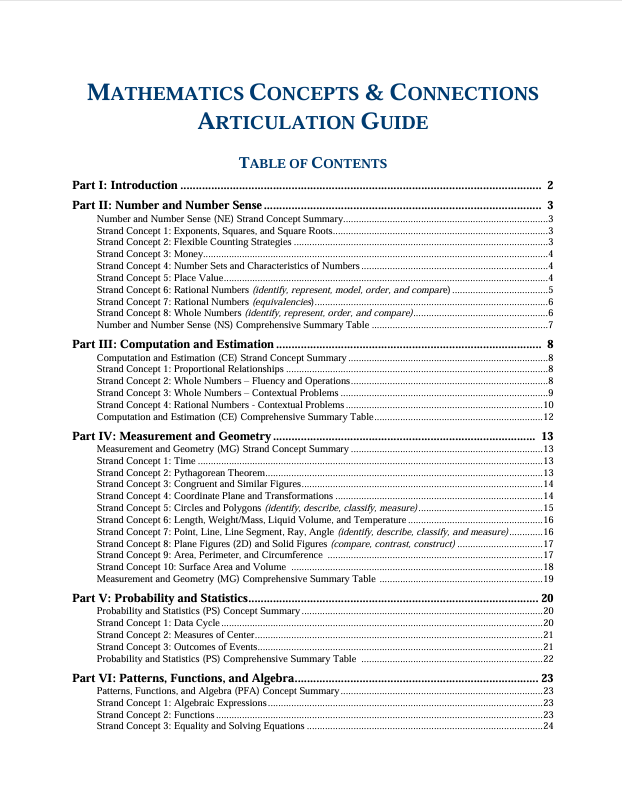 MATHEMATICS CONCEPTS & CONNECTIONS
ARTICULATION GUIDE
TABLE OF CONTENTS
Part I: Introduction ........ 2
Part II: Number and Number Sense ........ 3
Number and Number Sense (NE) Strand Concept Summary........3
Strand Concept 1: Exponents, Squares, and Square Roots........3
Strand Concept 2: Flexible Counting Strategies ........3
Strand Concept 3: Money........4
Strand Concept 4: Number Sets and Characteristics of Numbers ........4
Strand Concept 5: Place Value........4
Strand Concept 6: Rational Numbers (identify, represent, model, order, and compare) ........5
Strand Concept 7: Rational Numbers (equivalencies)........6
Strand Concept 8: Whole Numbers (identify, represent, order, and compare)........6
Number and Number Sense (NS) Comprehensive Summary Table ........7
Part III: Computation and Estimation ........ 8
Computation and Estimation (CE) Strand Concept Summary ........8
Strand Concept 1: Proportional Relationships ........8
Strand Concept 2: Whole Numbers – Fluency and Operations........8
Strand Concept 3: Whole Numbers – Contextual Problems ........9
Strand Concept 4: Rational Numbers - Contextual Problems ........10
Computation and Estimation (CE) Comprehensive Summary Table........12
Part IV: Measurement and Geometry ........ 13
Measurement and Geometry (MG) Strand Concept Summary ........13
Strand Concept 1: Time ........13
Strand Concept 2: Pythagorean Theorem........13
Strand Concept 3: Congruent and Similar Figures........14
Strand Concept 4: Coordinate Plane and Transformations ........14
Strand Concept 5: Circles and Polygons (identify, describe, classify, measure)........15
Strand Concept 6: Length, Weight/Mass, Liquid Volume, and Temperature ........16
Strand Concept 7: Point, Line, Line Segment, Ray, Angle (identify, describe, classify, and measure)........16
Strand Concept 8: Plane Figures (2D) and Solid Figures (compare, contrast, construct) ........17
Strand Concept 9: Area, Perimeter, and Circumference ........17
Strand Concept 10: Surface Area and Volume ........18
Measurement and Geometry (MG) Comprehensive Summary Table ........19
Part V: Probability and Statistics........ 20
Probability and Statistics (PS) Concept Summary ........20
Strand Concept 1: Data Cycle ........20
Strand Concept 2: Measures of Center........21
Strand Concept 3: Outcomes of Events........21
Probability and Statistics (PS) Comprehensive Summary Table ........22
Part VI: Patterns, Functions, and Algebra........ 23
Patterns, Functions, and Algebra (PFA) Concept Summary ........23
Strand Concept 1: Algebraic Expressions........23
Strand Concept 2: Functions ........23
Strand Concept 3: Equality and Solving Equations ........24